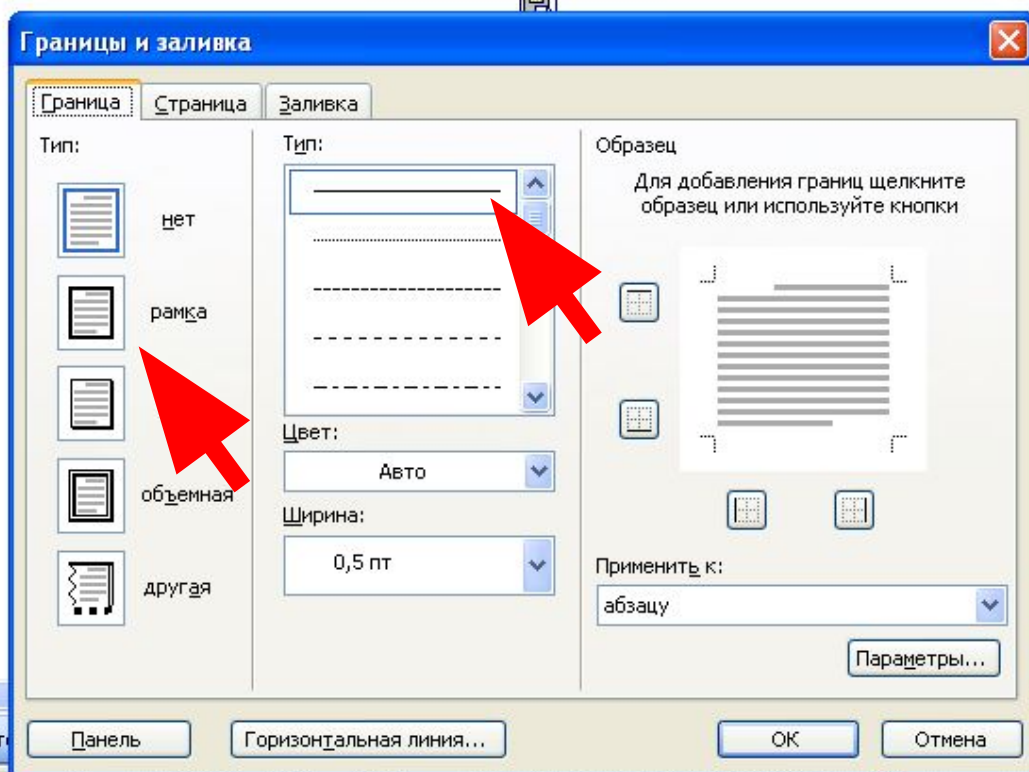 Границы и заливка
Граница
Страница
Заливка
Тип:
нет
рамка
объемная
другая
Тип:
Цвет:
Авто
Ширина:
0,5 пт
Образец
Для добавления границ щелкните
образец или используйте кнопки
Применить к:
абзацу
Параметры...
Панель
Горизонтальная линия...
ОК
Отмена